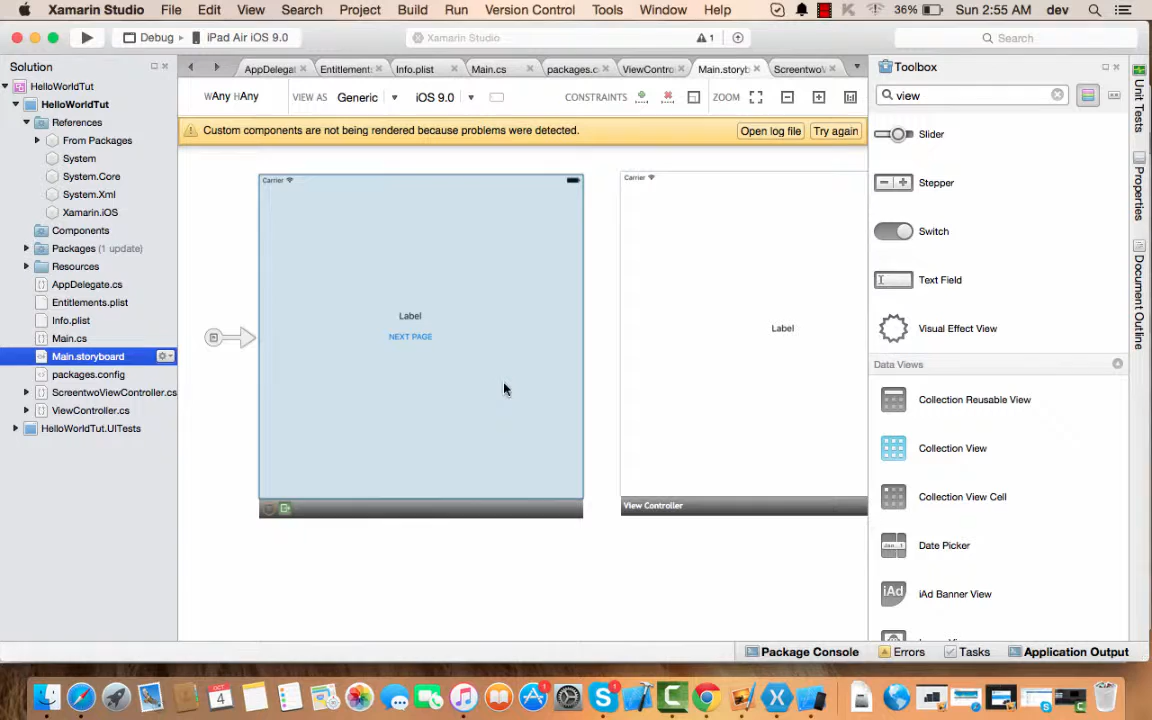 Xamarin Studio File Edit View Search Project Build Run Version Control Tools Window Help 36% Sun 2:55 AM dev
Debug iPad Air iOS 9.0 Xamarin Studio 1 Search
Solution
HelloWorldTut
HelloWorldTut
References
From Packages
System
System.Core
System.Xml
Xamarin.iOS
Components
Packages (1 update)
Resources
AppDelegate.cs
Entitlements.plist
Info.plist
Main.cs
Main.storyboard
packages.config
ScreentwoViewController.cs
ViewController.cs
HelloWorldTut.UITests
AppDelegat Entitlement: Info.plist Main.cs packages.c ViewContro Main.storyb Screentwo
wAny hAny VIEW AS Generic iOS 9.0 CONSTRAINTS ZOOM
Custom components are not being rendered because problems were detected. Open log file Try again
Carrier
Label
NEXT PAGE
Carrier
Label
View Controller
Toolbox
view
Slider
Stepper
Switch
Text Field
Visual Effect View
Data Views
Collection Reusable View
Collection View
Collection View Cell
Date Picker
iAd iAd Banner View
Unit Tests
Properties
Document Outline
Package Console Errors Tasks Application Output
OCT
4
1